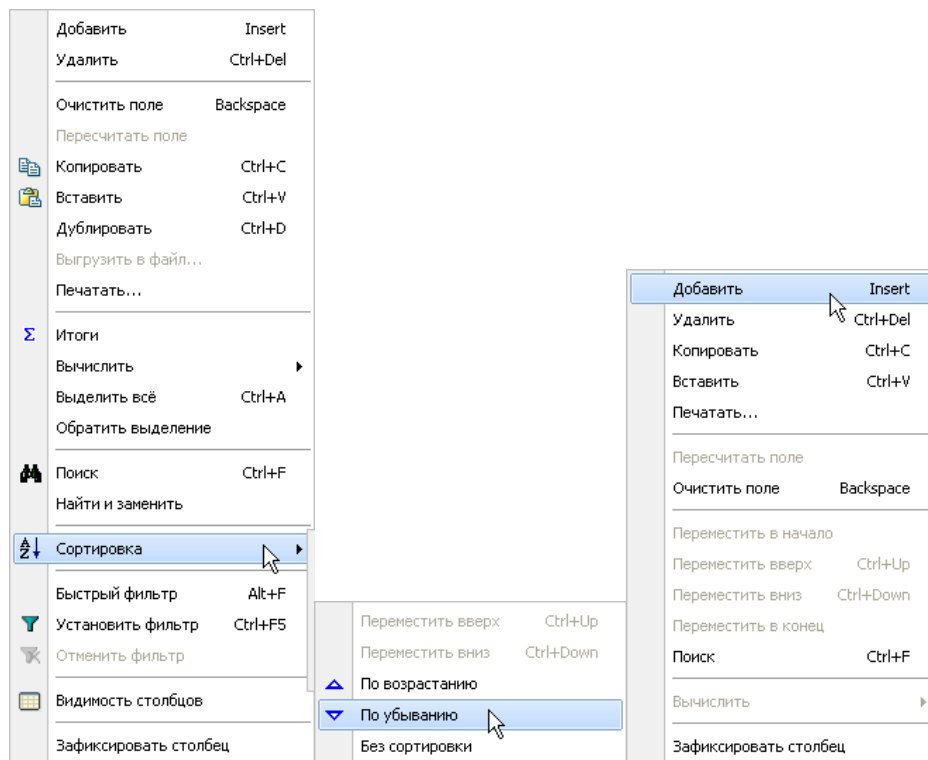 Добавить Insert
Удалить Ctrl+Del
Очистить поле Backspace
Пересчитать поле
Копировать Ctrl+C
Вставить Ctrl+V
Дублировать Ctrl+D
Выгрузить в файл...
Печатать...
Итоги
Вычислить
Выделить всё Ctrl+A
Обратить выделение
Поиск Ctrl+F
Найти и заменить
Сортировка
Быстрый фильтр Alt+F
Установить фильтр Ctrl+F5
Отменить фильтр
Видимость столбцов
Зафиксировать столбец
Переместить вверх Ctrl+Up
Переместить вниз Ctrl+Down
По возрастанию
По убыванию
Без сортировки
Добавить Insert
Удалить Ctrl+Del
Копировать Ctrl+C
Вставить Ctrl+V
Печатать...
Пересчитать поле
Очистить поле Backspace
Переместить в начало
Переместить вверх Ctrl+Up
Переместить вниз Ctrl+Down
Переместить в конец
Поиск Ctrl+F
Вычислить
Зафиксировать столбец